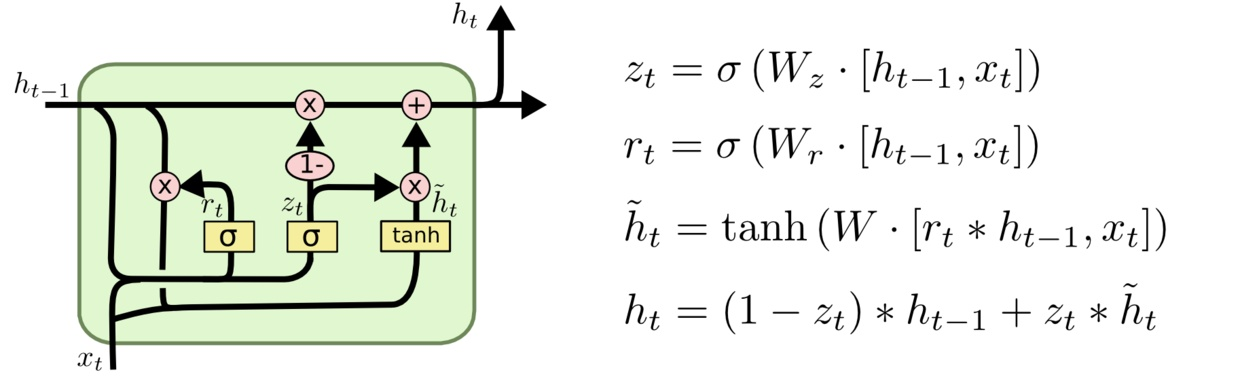 h_t
h_{t-1}
x
+
1-
x
x
r_t
z_t
h̃_t
σ
σ
tanh
x_t
z_t = σ (W_z · [h_{t-1}, x_t])
r_t = σ (W_r · [h_{t-1}, x_t])
h̃_t = tanh (W · [r_t * h_{t-1}, x_t])
h_t = (1 − z_t) * h_{t-1} + z_t * h̃_t